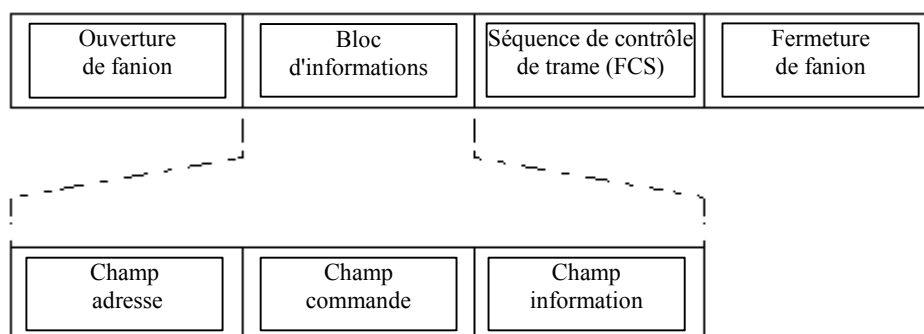 Ouverture
de fanion
Bloc
d'informations
Séquence de contrôle
de trame (FCS)
Fermeture
de fanion
Champ
adresse
Champ
commande
Champ
information